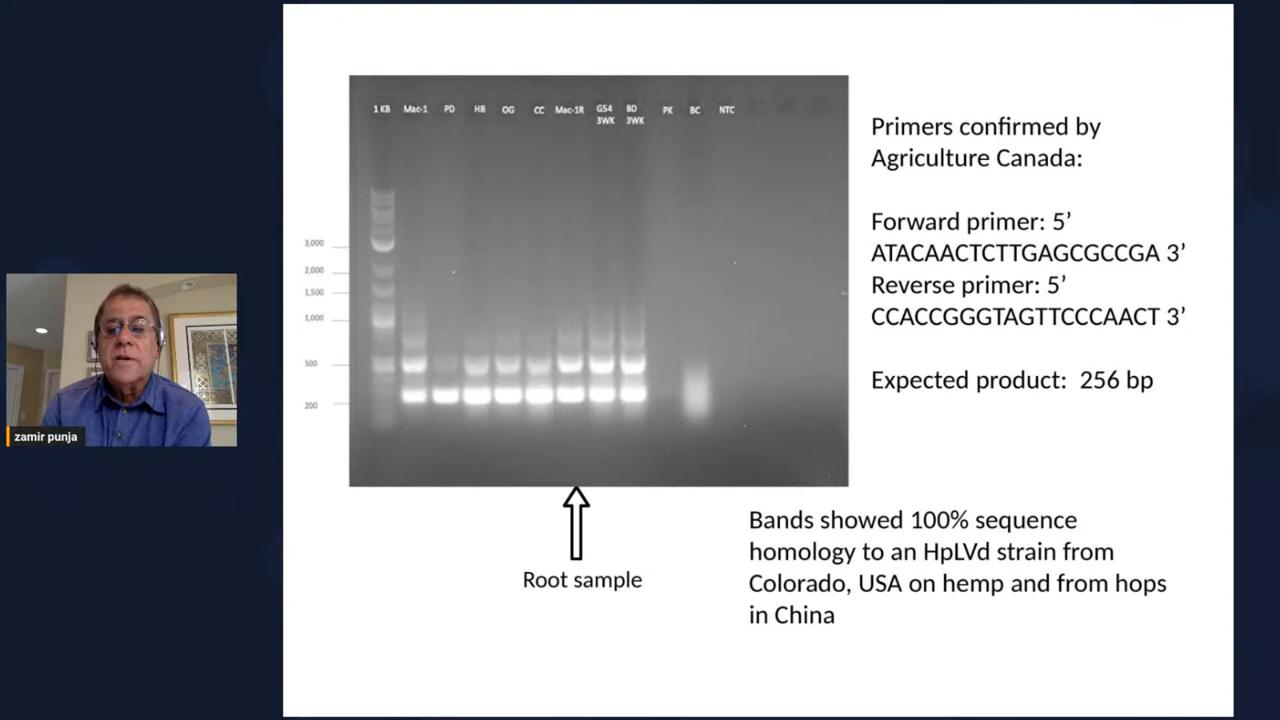 1 KB Mac-1 PD HB OG CC Mac-1R GS4 BD PK BC NTC
3WK 3WK
3,000
2,000
1,500
1,000
500
200
Root sample
Primers confirmed by
Agriculture Canada:
Forward primer: 5’
ATACAACTCTTGAGCGCCGA 3’
Reverse primer: 5’
CCACCGGGTAGTTCCCAACT 3’
Expected product: 256 bp
Bands showed 100% sequence
homology to an HpLVd strain from
Colorado, USA on hemp and from hops
in China
zamir punja